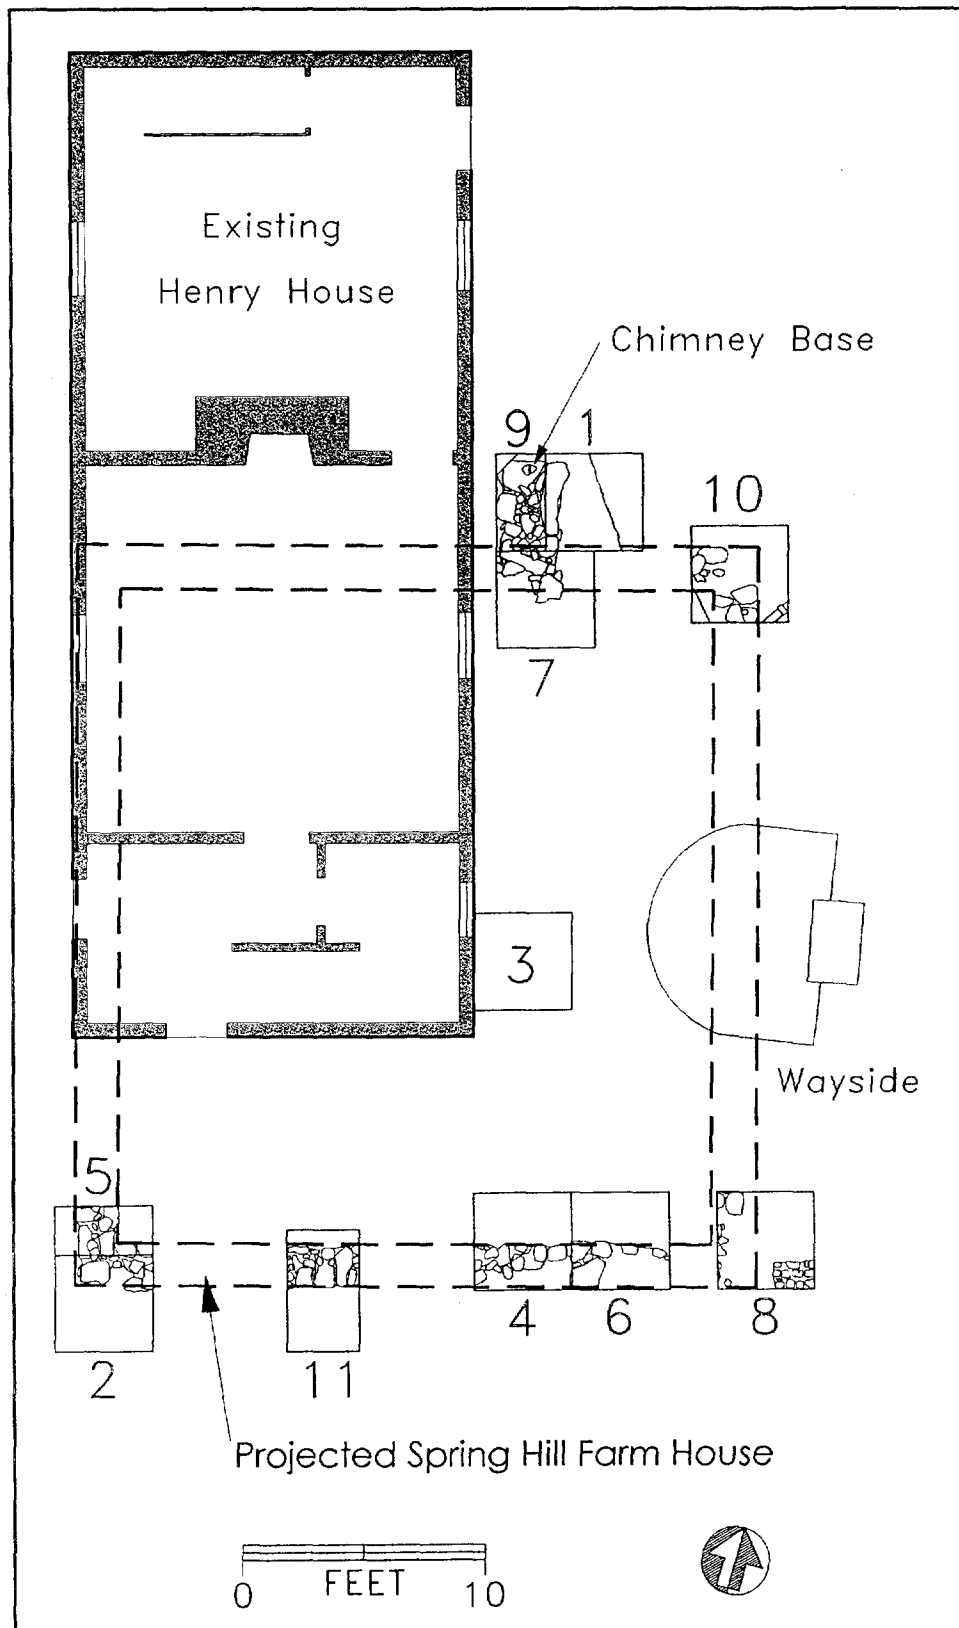 Existing
Henry House
Chimney Base
9 1
10
7
3
Wayside
5
4 6 8
2 11
Projected Spring Hill Farm House
0 FEET 10